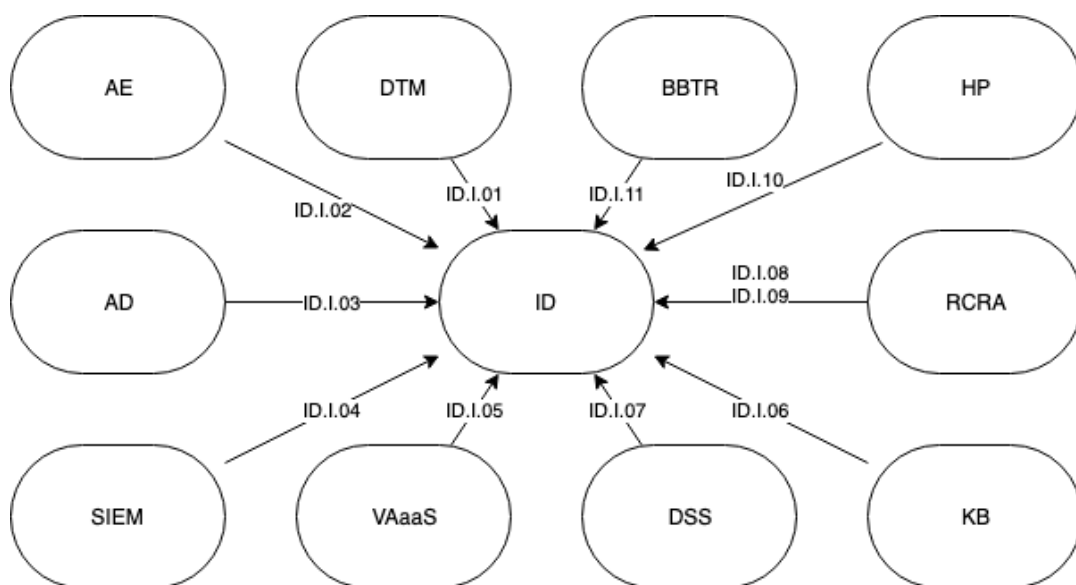 AE
DTM
BBTR
HP
ID.I.02
ID.I.01
ID.I.11
ID.I.10
AD
ID.I.03
ID
ID.I.08
ID.I.09
RCRA
ID.I.04
ID.I.05
ID.I.07
ID.I.06
SIEM
VAaaS
DSS
KB